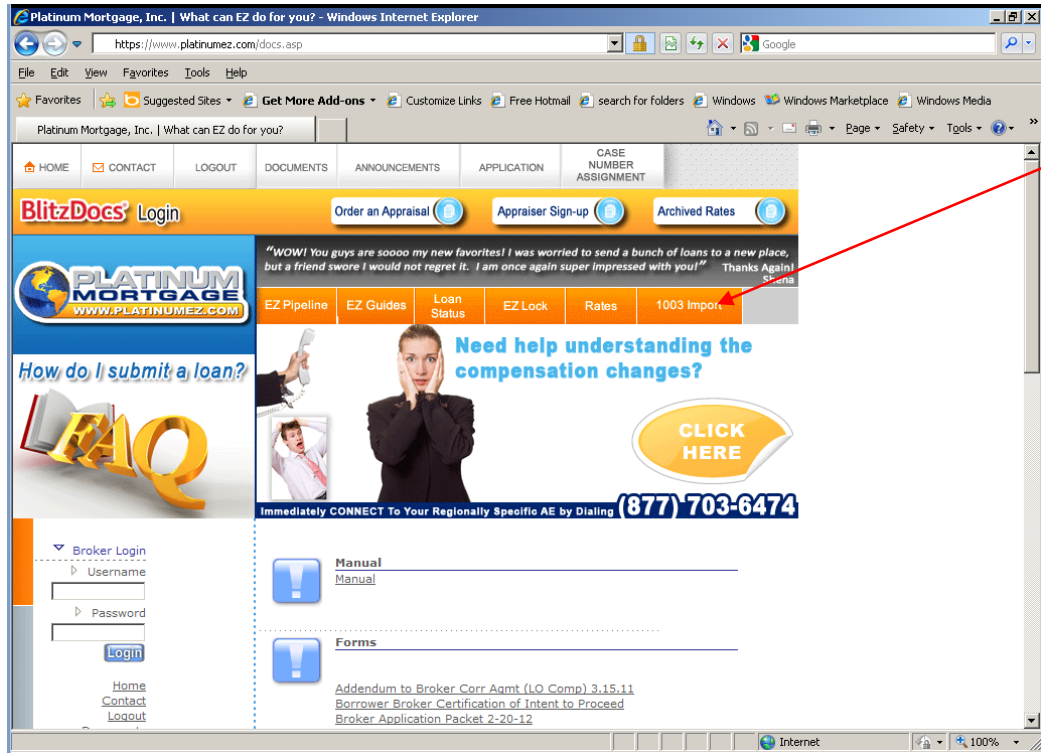 Platinum Mortgage, Inc. | What can EZ do for you? - Windows Internet Explorer
https://www.platinumez.com/docs.asp
Google
File Edit View Favorites Tools Help
Favorites Suggested Sites Get More Add-ons Customize Links Free Hotmail search for folders Windows Windows Marketplace Windows Media
Platinum Mortgage, Inc. | What can EZ do for you?
Page Safety Tools »
HOME CONTACT LOGOUT DOCUMENTS ANNOUNCEMENTS APPLICATION CASE
NUMBER
ASSIGNMENT
BlitzDocs® Login Order an Appraisal Appraiser Sign-up Archived Rates
"WOW! You guys are soooo my new favorites! I was worried to send a bunch of loans to a new place,
but a friend swore I would not regret it. I am once again super impressed with you!" Thanks Again!
Shena
PLATINUM
MORTGAGE
WWW.PLATINUMEZ.COM
EZ Pipeline EZ Guides Loan
Status EZ Lock Rates 1003 Import
How do I submit a loan?
FAQ
Need help understanding the
compensation changes?
CLICK
HERE
Immediately CONNECT To Your Regionally Specific AE by Dialing (877) 703-6474
Broker Login
Username
Password
Login
Home
Contact
Logout
Manual
Manual
Forms
Addendum to Broker Corr Agmt (LO Comp) 3.15.11
Borrower Broker Certification of Intent to Proceed
Broker Application Packet 2-20-12
Internet 100%